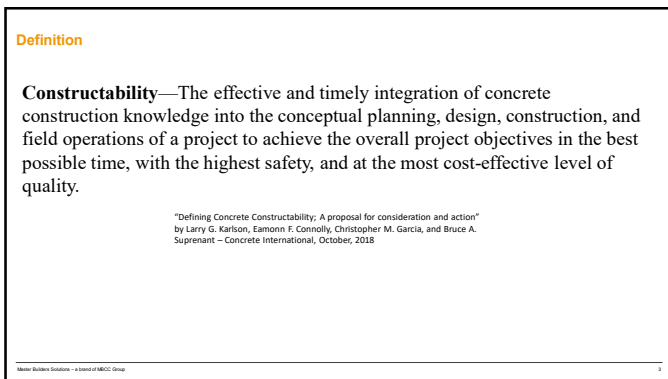 Definition
Constructability—The effective and timely integration of concrete
construction knowledge into the conceptual planning, design, construction, and
field operations of a project to achieve the overall project objectives in the best
possible time, with the highest safety, and at the most cost-effective level of
quality.
“Defining Concrete Constructability; A proposal for consideration and action”
by Larry G. Karlson, Eamonn F. Connolly, Christopher M. Garcia, and Bruce A.
Suprenant – Concrete International, October, 2018
Master Builders Solutions – a brand of MBCC Group
3